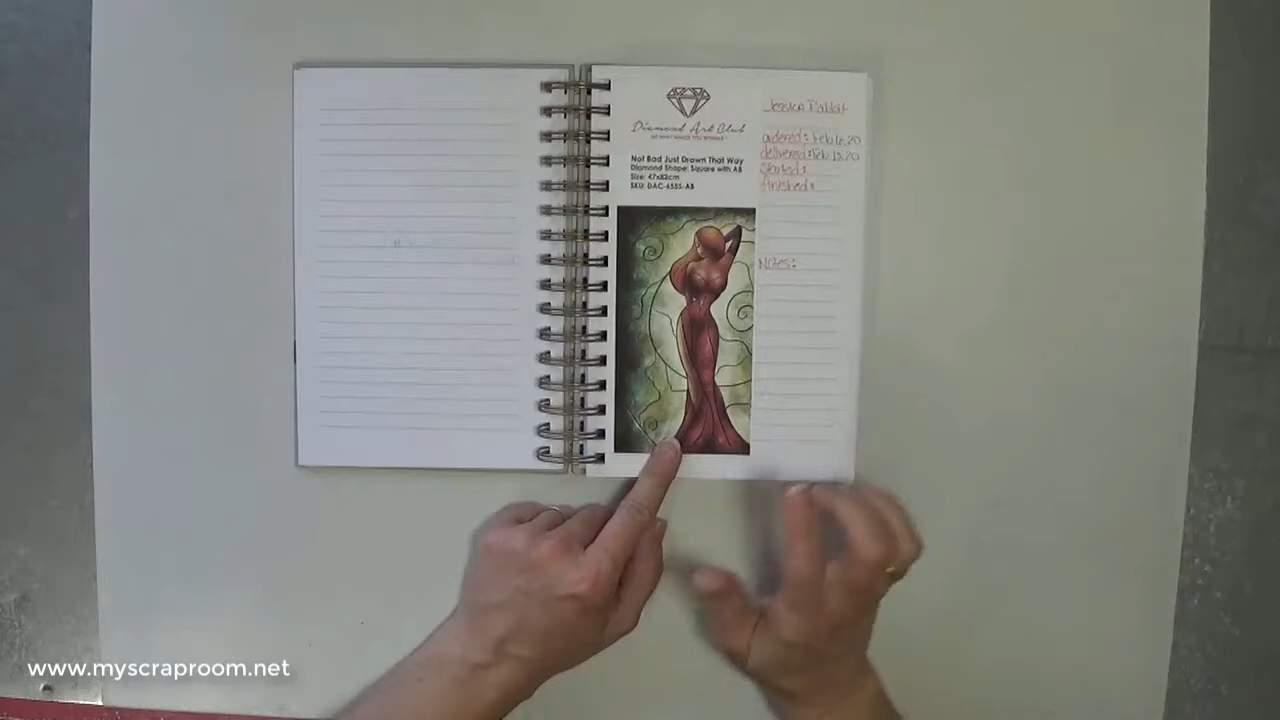 Diamond Art Club
Not Bad Just Drawn That Way
Diamond Shape: Square with AB
Size: 47x82cm
SKU: DAC-6555-AB
Jessica Rabbit
ordered: Feb 6, 20
delivered: Feb 15, 20
started:
finished:
Notes:
www.myscraproom.net